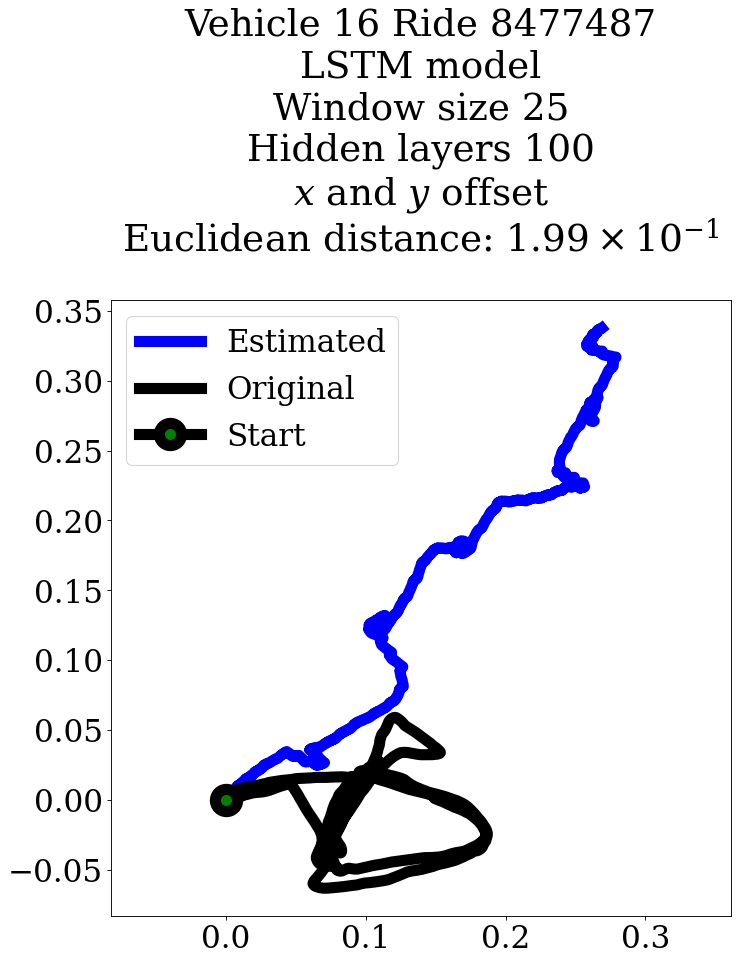 Vehicle 16 Ride 8477487
LSTM model
Window size 25
Hidden layers 100
x and y offset
Euclidean distance: 1.99 × 10⁻¹
Estimated
Original
Start
0.35
0.30
0.25
0.20
0.15
0.10
0.05
0.00
−0.05
0.0 0.1 0.2 0.3